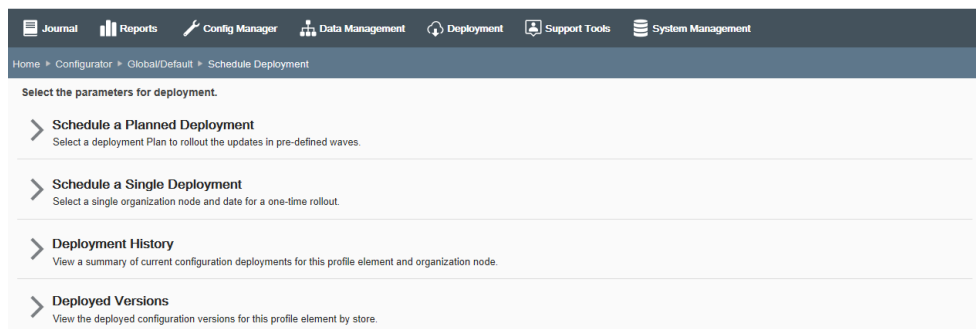 Journal Reports Config Manager Data Management Deployment Support Tools System Management
Home Configurator Global/Default Schedule Deployment
Select the parameters for deployment.
Schedule a Planned Deployment
Select a deployment Plan to rollout the updates in pre-defined waves.
Schedule a Single Deployment
Select a single organization node and date for a one-time rollout.
Deployment History
View a summary of current configuration deployments for this profile element and organization node.
Deployed Versions
View the deployed configuration versions for this profile element by store.